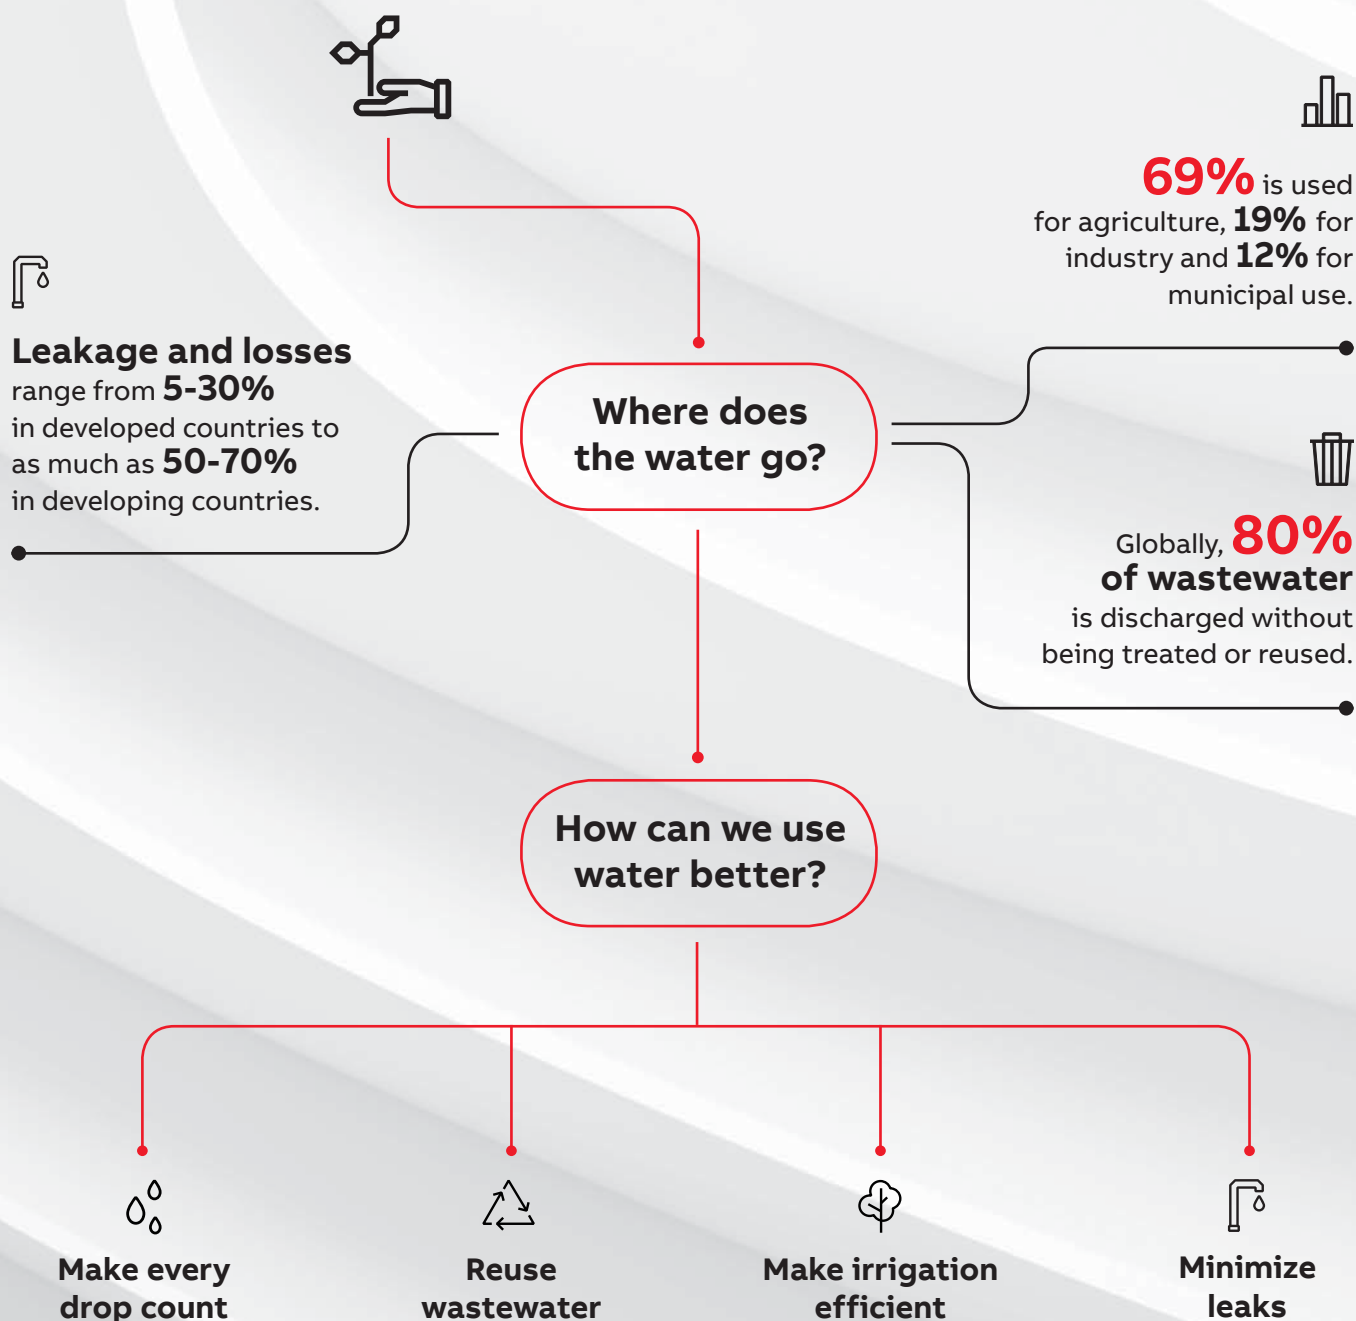 69% is used
for agriculture, 19% for
industry and 12% for
municipal use.
Leakage and losses
range from 5-30%
in developed countries to
as much as 50-70%
in developing countries.
Where does
the water go?
Globally, 80%
of wastewater
is discharged without
being treated or reused.
How can we use
water better?
Make every
drop count
Reuse
wastewater
Make irrigation
efficient
Minimize
leaks